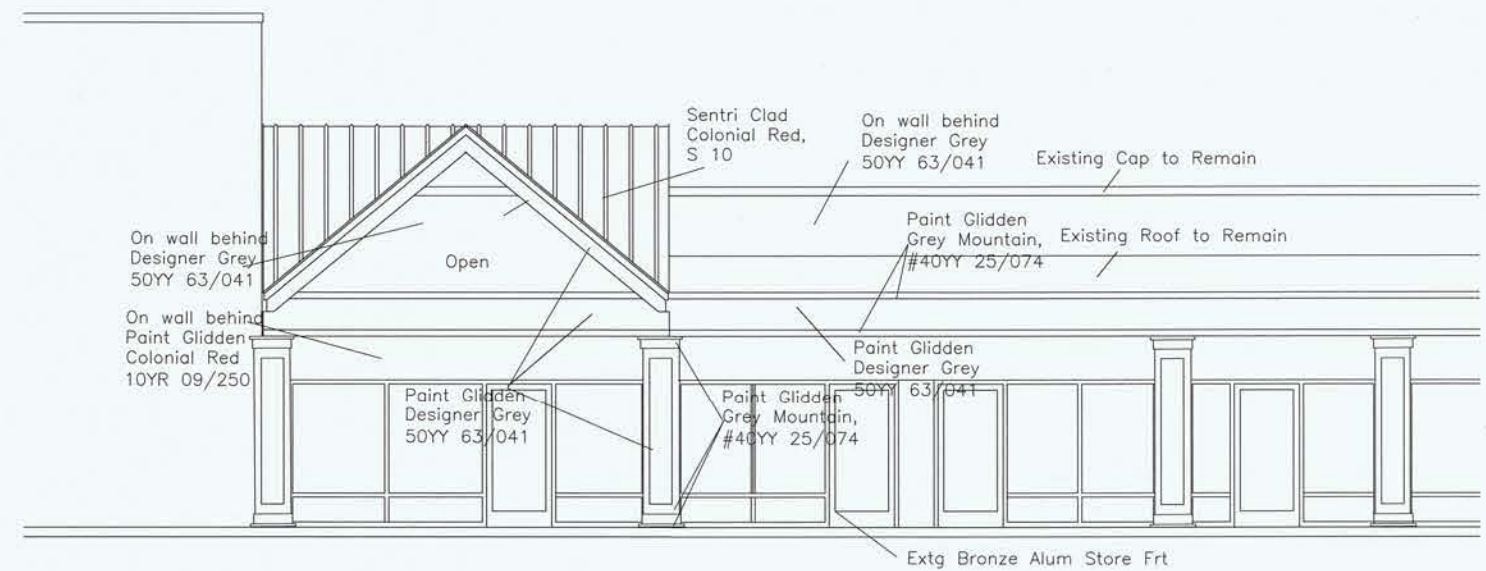 Sentri Clad
Colonial Red,
S 10
On wall behind
Designer Grey
50YY 63/041
Existing Cap to Remain
On wall behind
Designer Grey
50YY 63/041
Open
Paint Glidden
Grey Mountain,
#40YY 25/074
Existing Roof to Remain
On wall behind
Paint Glidden
Colonial Red
10YR 09/250
Paint Glidden
Designer Grey
50YY 63/041
Paint Glidden
Designer Grey
50YY 63/041
Paint Glidden
Grey Mountain,
#40YY 25/074
Extg Bronze Alum Store Frt